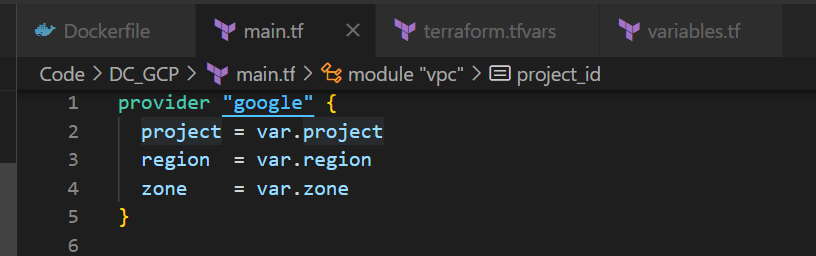 Dockerfile main.tf × terraform.tfvars variables.tf
Code > DC_GCP > main.tf > module "vpc" > project_id
1 provider "google" {
2   project = var.project
3   region  = var.region
4   zone    = var.zone
5 }
6